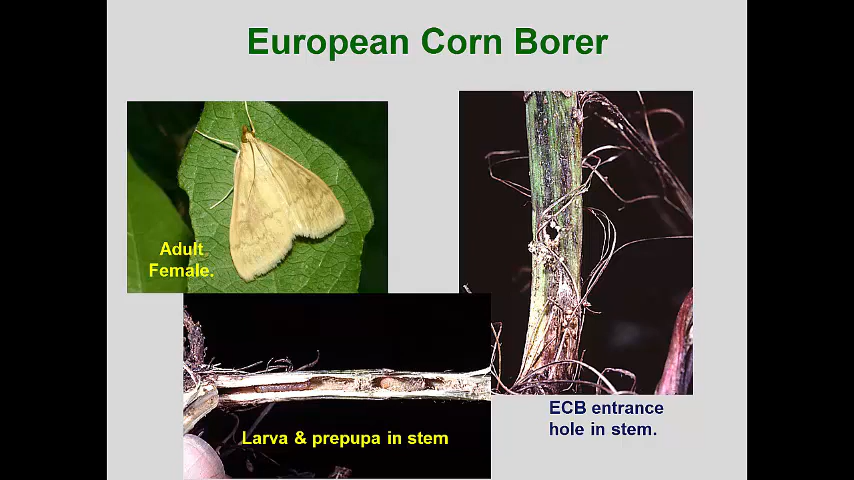 European Corn Borer
Adult
Female.
Larva & prepupa in stem
ECB entrance
hole in stem.